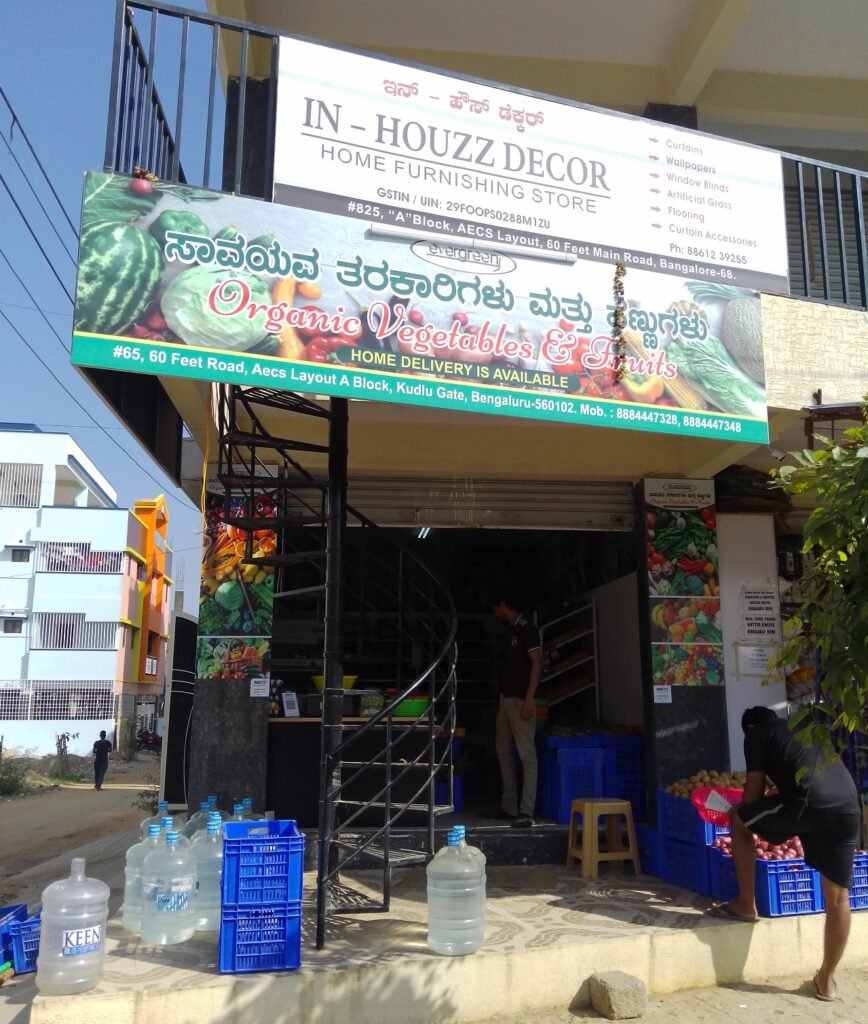 ಇನ್ - ಹೌಸ್ ಡೆಕ್ಕರ್
IN - HOUZZ DECOR
HOME FURNISHING STORE
GSTIN / UIN: 29FOOPS0288M1ZU
#825, "A"Block, AECS Layout, 60 Feet Main Road, Bangalore-68.
Curtains
Wallpapers
Window Blinds
Artificial Grass
Flooring
Curtain Accessories
Ph: 88612 39255
evergreen
ಸಾವಯವ ತರಕಾರಿಗಳು ಮತ್ತು ಹಣ್ಣುಗಳು
Organic Vegetables & Fruits
HOME DELIVERY IS AVAILABLE
#65, 60 Feet Road, Aecs Layout A Block, Kudlu Gate, Bengaluru-560102. Mob. : 8884447328, 8884447348
KEEN